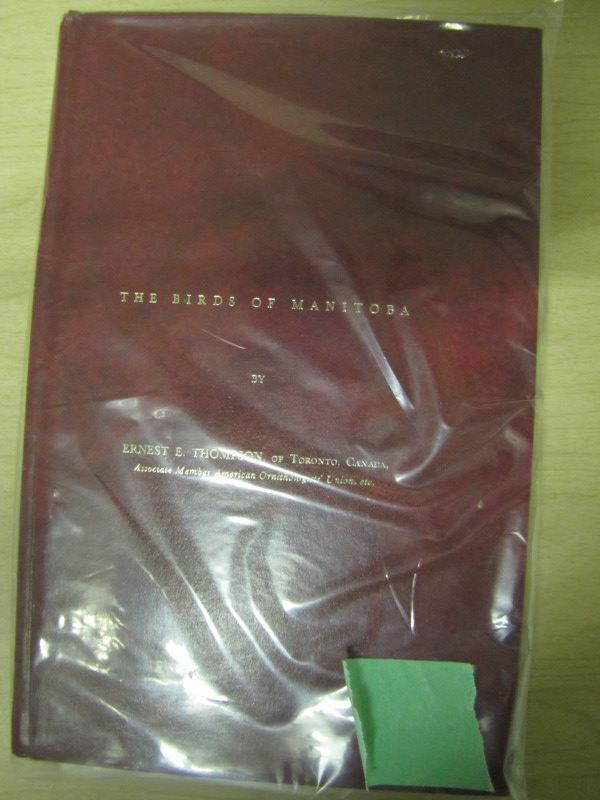 THE BIRDS OF MANITOBA
BY
ERNEST E. THOMPSON, OF TORONTO, CANADA,
Associate Member American Ornithologists' Union, etc.